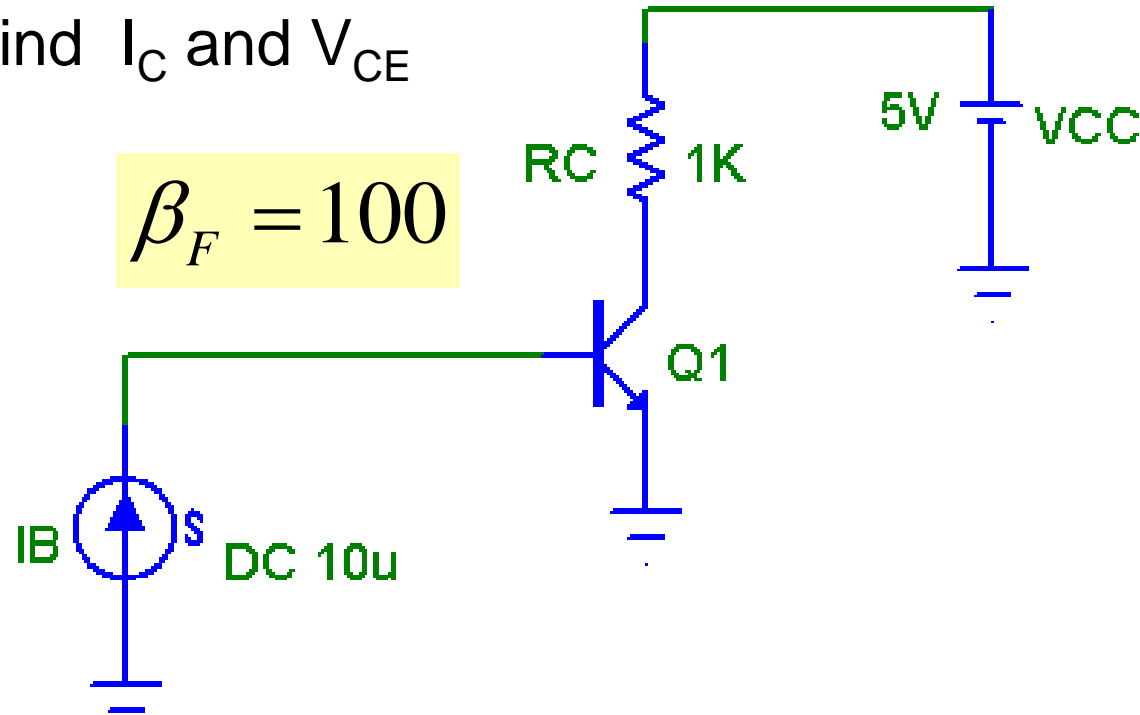 ind I_C and V_CE
5V
VCC
RC
1K
β_F = 100
Q1
IB
S
DC 10u